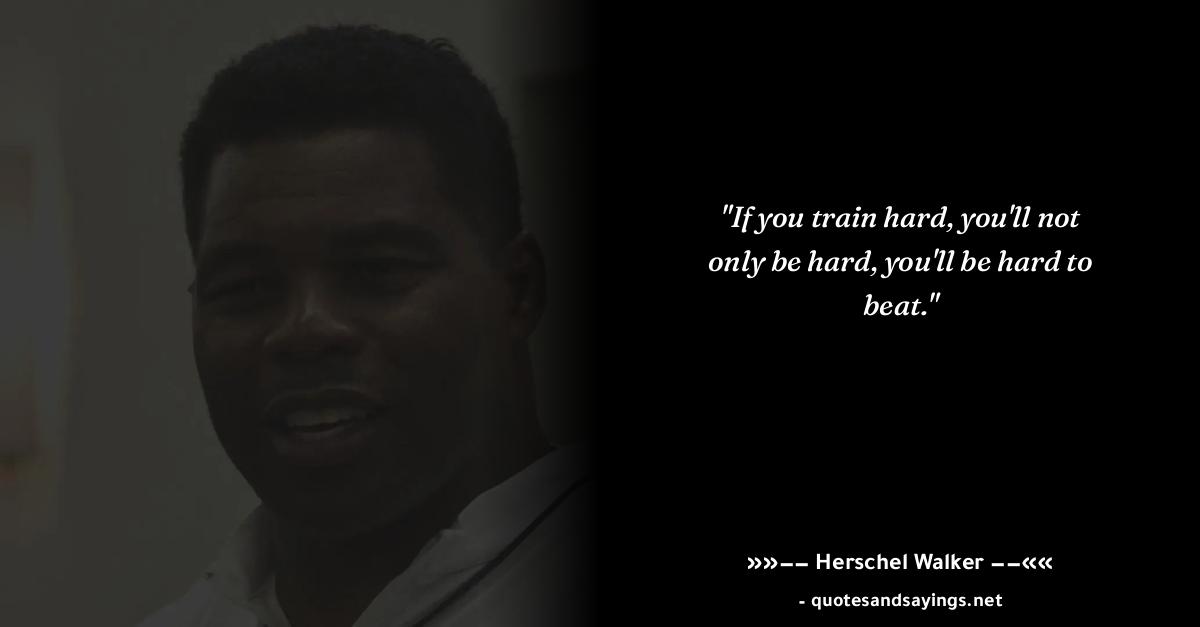 "If you train hard, you'll not
only be hard, you'll be hard to
beat."
»»−− Herschel Walker −−««
- quotesandsayings.net